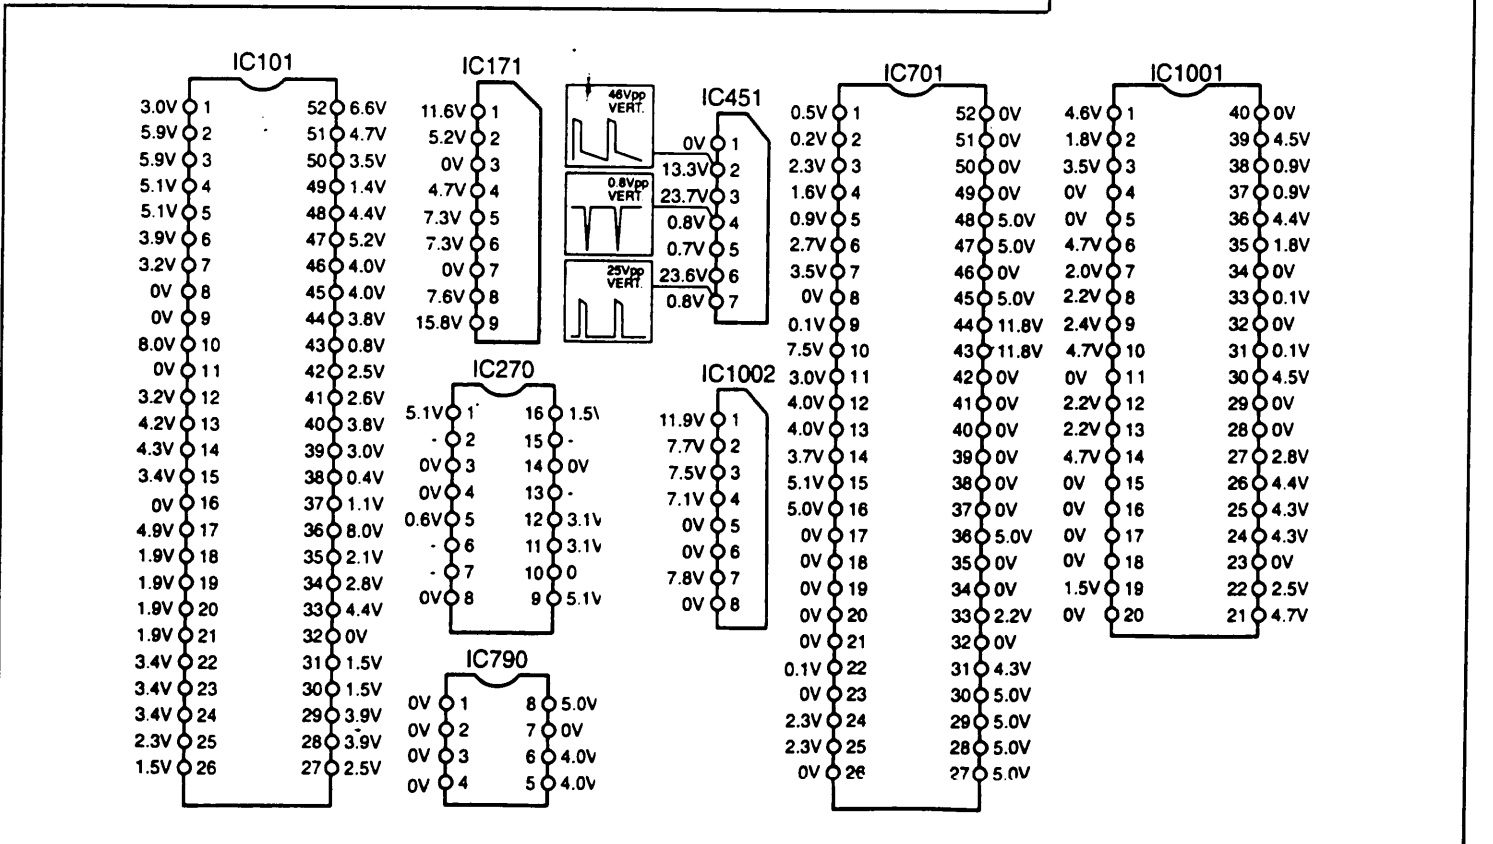 IC101
3.0V 1 52 6.6V
5.9V 2 51 4.7V
5.9V 3 50 3.5V
5.1V 4 49 1.4V
5.1V 5 48 4.4V
3.9V 6 47 5.2V
3.2V 7 46 4.0V
0V 8 45 4.0V
0V 9 44 3.8V
8.0V 10 43 0.8V
0V 11 42 2.5V
3.2V 12 41 2.6V
4.2V 13 40 3.8V
4.3V 14 39 3.0V
3.4V 15 38 0.4V
0V 16 37 1.1V
4.9V 17 36 8.0V
1.9V 18 35 2.1V
1.9V 19 34 2.8V
1.9V 20 33 4.4V
1.9V 21 32 0V
3.4V 22 31 1.5V
3.4V 23 30 1.5V
3.4V 24 29 3.9V
2.3V 25 28 3.9V
1.5V 26 27 2.5V
IC171
11.6V 1
5.2V 2
0V 3
4.7V 4
7.3V 5
7.3V 6
0V 7
7.6V 8
15.8V 9
46Vpp
VERT.
0.8Vpp
VERT.
25Vpp
VERT.
IC451
0V 1
13.3V 2
23.7V 3
0.8V 4
0.7V 5
23.6V 6
0.8V 7
IC270
5.1V 1 16 1.5\
- 2 15 -
0V 3 14 0V
0V 4 13 -
0.6V 5 12 3.1V
- 6 11 3.1V
- 7 10 0
0V 8 9 5.1V
IC790
0V 1 8 5.0V
0V 2 7 0V
0V 3 6 4.0V
0V 4 5 4.0V
IC1002
11.9V 1
7.7V 2
7.5V 3
7.1V 4
0V 5
0V 6
7.8V 7
0V 8
IC701
0.5V 1 52 0V
0.2V 2 51 0V
2.3V 3 50 0V
1.6V 4 49 0V
0.9V 5 48 5.0V
2.7V 6 47 5.0V
3.5V 7 46 0V
0V 8 45 5.0V
0.1V 9 44 11.8V
7.5V 10 43 11.8V
3.0V 11 42 0V
4.0V 12 41 0V
4.0V 13 40 0V
3.7V 14 39 0V
5.1V 15 38 0V
5.0V 16 37 0V
0V 17 36 5.0V
0V 18 35 0V
0V 19 34 0V
0V 20 33 2.2V
0V 21 32 0V
0.1V 22 31 4.3V
0V 23 30 5.0V
2.3V 24 29 5.0V
2.3V 25 28 5.0V
0V 26 27 5.0V
IC1001
4.6V 1 40 0V
1.8V 2 39 4.5V
3.5V 3 38 0.9V
0V 4 37 0.9V
0V 5 36 4.4V
4.7V 6 35 1.8V
2.0V 7 34 0V
2.2V 8 33 0.1V
2.4V 9 32 0V
4.7V 10 31 0.1V
0V 11 30 4.5V
2.2V 12 29 0V
2.2V 13 28 0V
4.7V 14 27 2.8V
0V 15 26 4.4V
0V 16 25 4.3V
0V 17 24 4.3V
0V 18 23 0V
1.5V 19 22 2.5V
0V 20 21 4.7V